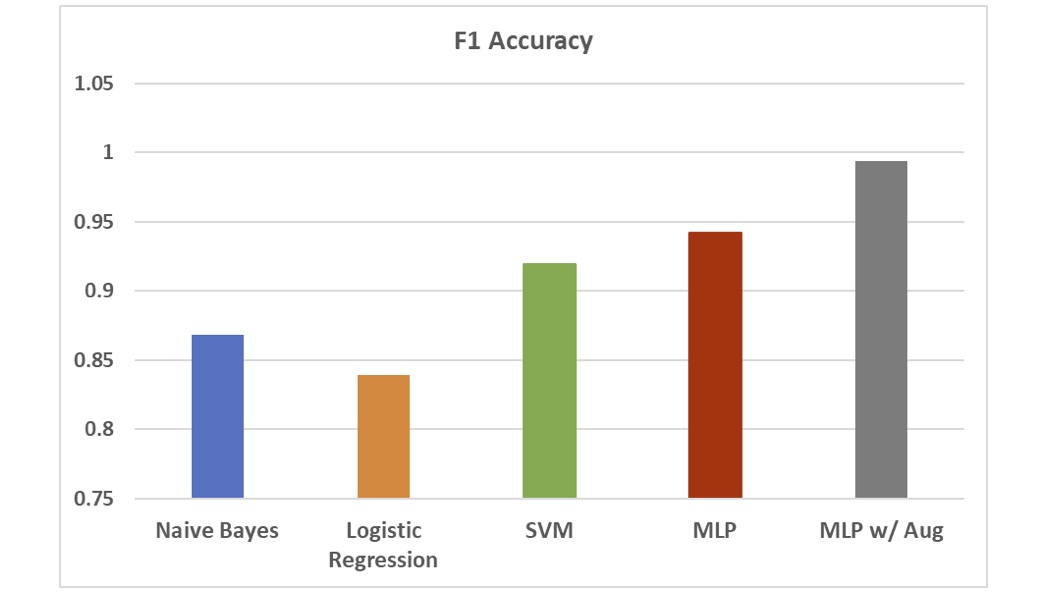 F1 Accuracy
1.05
1
0.95
0.9
0.85
0.8
0.75
Naive Bayes
Logistic
Regression
SVM
MLP
MLP w/ Aug